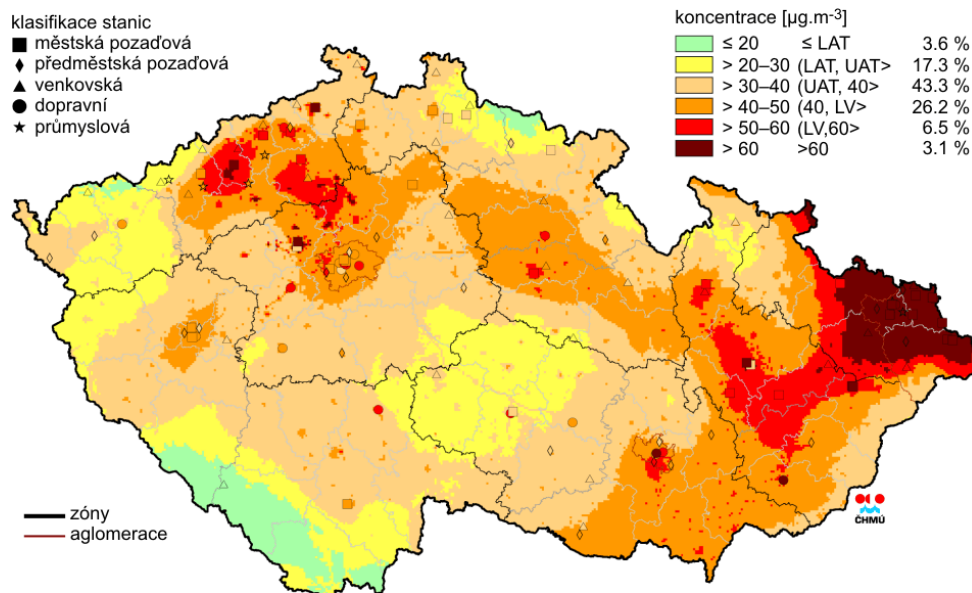 klasifikace stanic
městská pozaďová
předměstská pozaďová
venkovská
dopravní
průmyslová
koncentrace [µg.m⁻³]
≤ 20 ≤ LAT 3.6 %
> 20–30 (LAT, UAT> 17.3 %
> 30–40 (UAT, 40> 43.3 %
> 40–50 (40, LV> 26.2 %
> 50–60 (LV,60> 6.5 %
> 60 >60 3.1 %
zóny
aglomerace
ČHMÚ